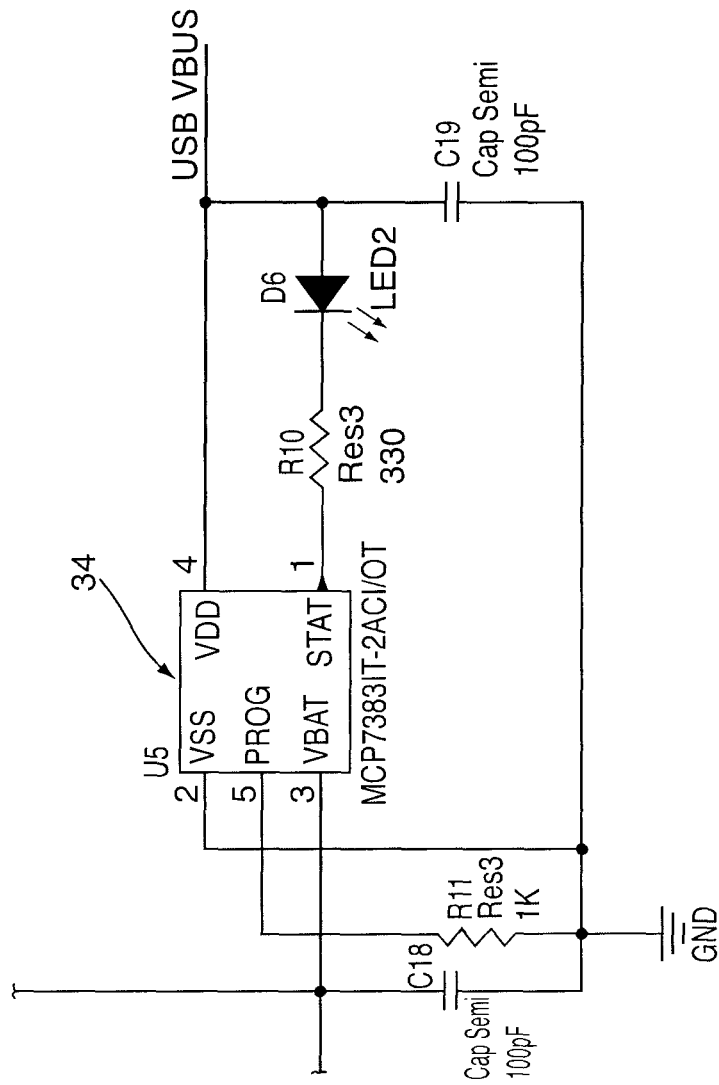 USB VBUS
34
U5
2
VSS
VDD
4
5
PROG
3
VBAT
STAT
1
MCP7383IT-2ACI/OT
R10
Res3
330
D6
LED2
C19
Cap Semi
100pF
C18
Cap Semi
100pF
R11
Res3
1K
GND